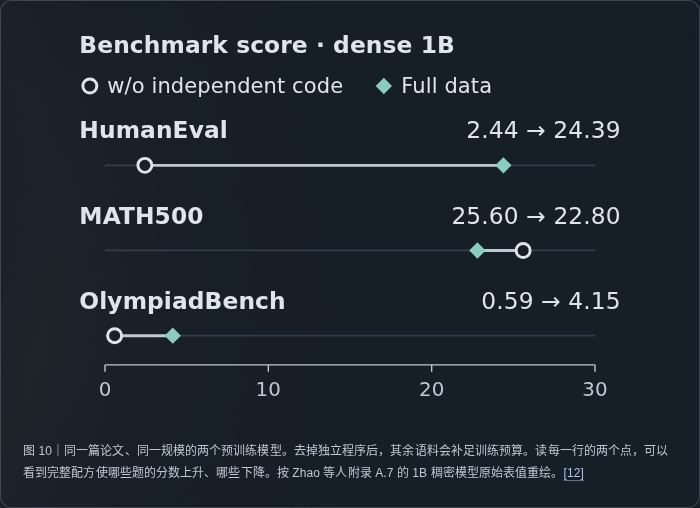 Benchmark score · dense 1B
w/o independent code Full data
HumanEval 2.44 → 24.39
MATH500 25.60 → 22.80
OlympiadBench 0.59 → 4.15
0 10 20 30
图 10｜同一篇论文、同一规模的两个预训练模型。去掉独立程序后，其余语料会补足训练预算。读每一行的两个点，可以
看到完整配方使哪些题的分数上升、哪些下降。按 Zhao 等人附录 A.7 的 1B 稠密模型原始表值重绘。[12]